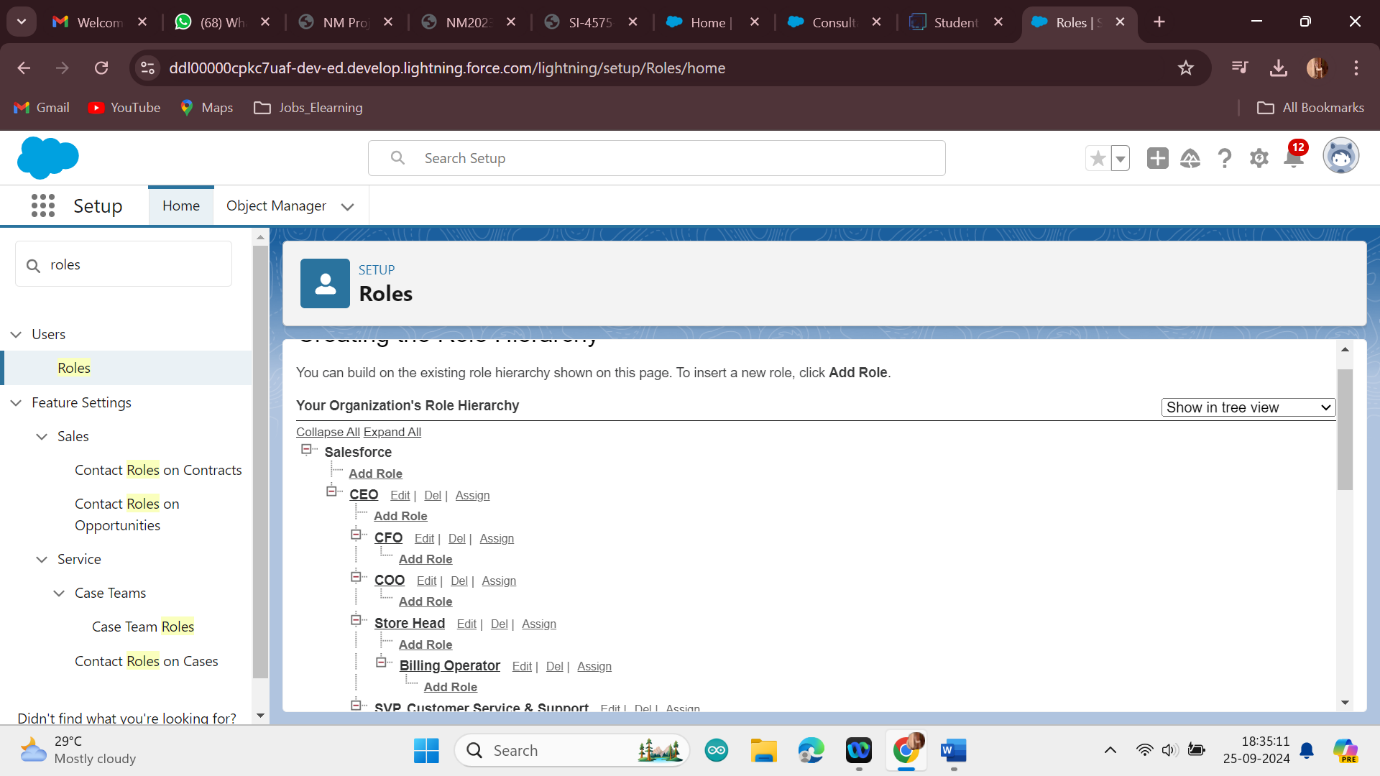 Welcom
(68) Wha
NM Pro
NM202
SI-4575
Home |
Consult
Student
Roles | S
ddl00000cpkc7uaf-dev-ed.develop.lightning.force.com/lightning/setup/Roles/home
Gmail
YouTube
Maps
Jobs_Elearning
All Bookmarks
Search Setup
12
Setup
Home
Object Manager
roles
Users
Roles
Feature Settings
Sales
Contact Roles on Contracts
Contact Roles on
Opportunities
Service
Case Teams
Case Team Roles
Contact Roles on Cases
Didn't find what you're looking for?
SETUP
Roles
Creating the Role Hierarchy
You can build on the existing role hierarchy shown on this page. To insert a new role, click Add Role.
Your Organization's Role Hierarchy
Show in tree view
Collapse All Expand All
Salesforce
Add Role
CEO Edit | Del | Assign
Add Role
CFO Edit | Del | Assign
Add Role
COO Edit | Del | Assign
Add Role
Store Head Edit | Del | Assign
Add Role
Billing Operator Edit | Del | Assign
Add Role
SVP, Customer Service & Support Edit | Del | Assign
29°C
Mostly cloudy
Search
18:35:11
25-09-2024
PRE